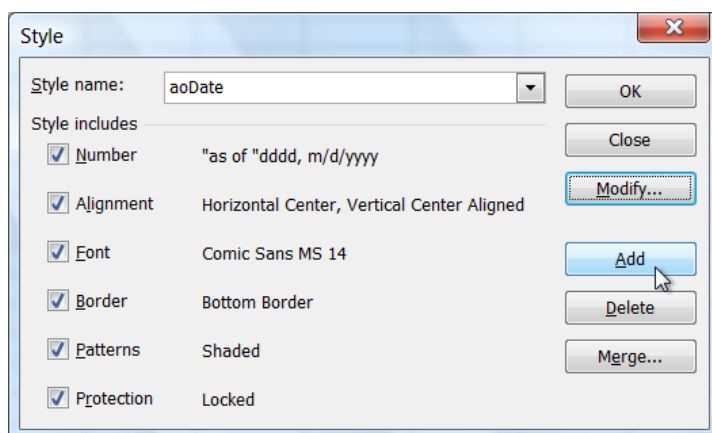 Style
Style name: aoDate OK
Style includes Close
Number "as of "dddd, m/d/yyyy Modify...
Alignment Horizontal Center, Vertical Center Aligned
Font Comic Sans MS 14 Add
Border Bottom Border Delete
Patterns Shaded Merge...
Protection Locked